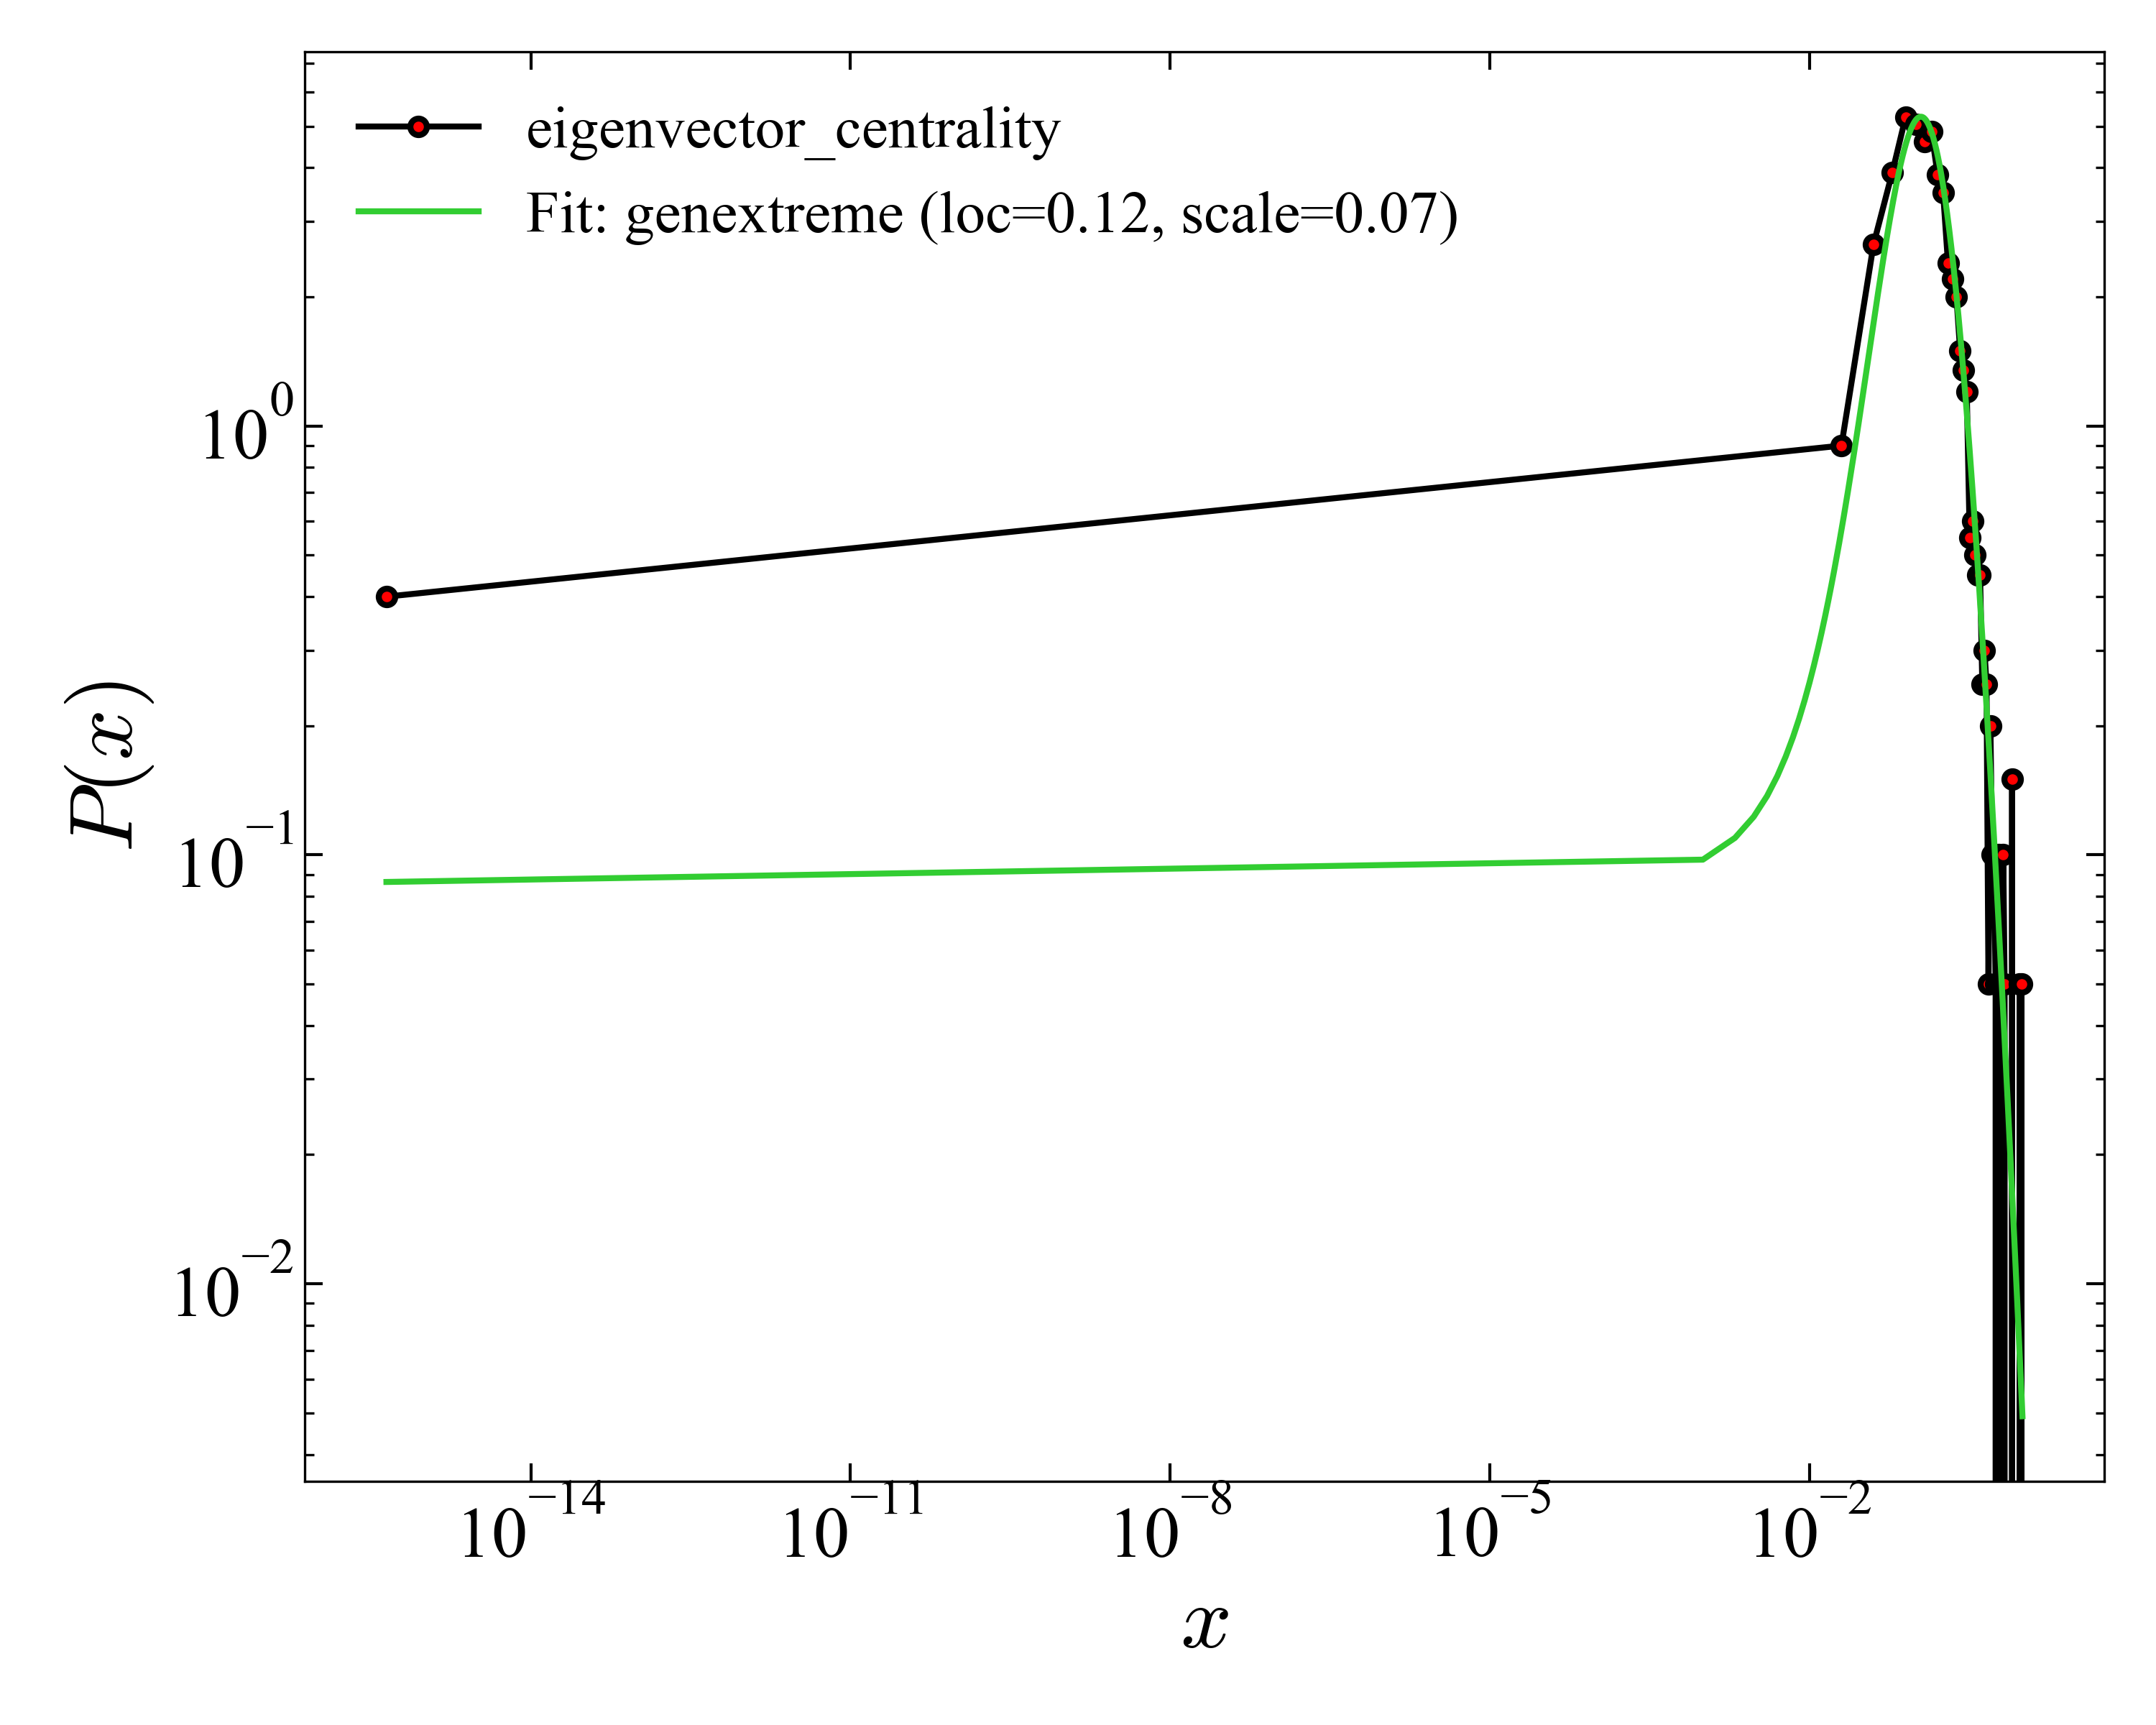 eigenvector_centrality
Fit: genextreme (loc=0.12, scale=0.07)
10^0
10^−1
10^−2
P(x)
10^−14 10^−11 10^−8 10^−5 10^−2
x